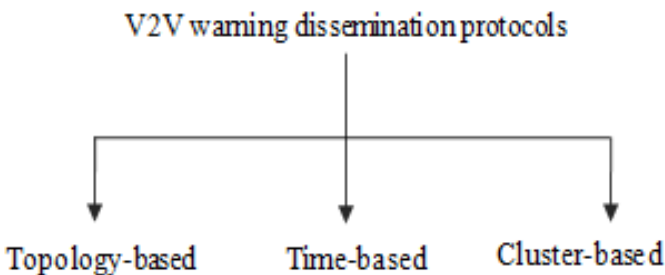 V2V warning dissemination protocols
Topology-based Time-based Cluster-based